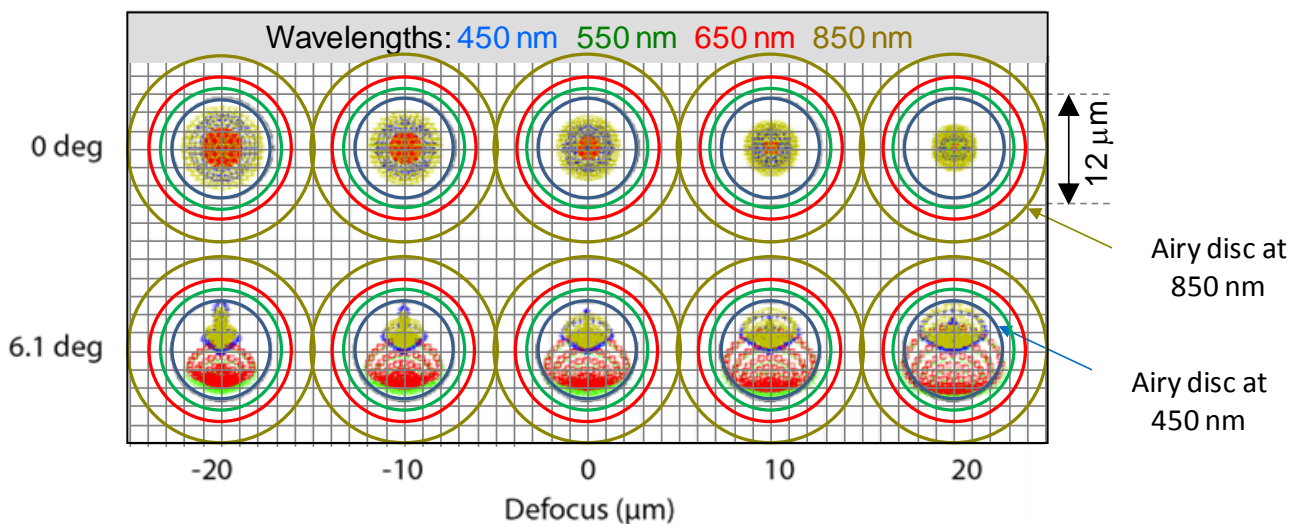 Wavelengths: 450 nm 550 nm 650 nm 850 nm
0 deg
12 μm
Airy disc at
850 nm
6.1 deg
Airy disc at
450 nm
-20 -10 0 10 20
Defocus (μm)